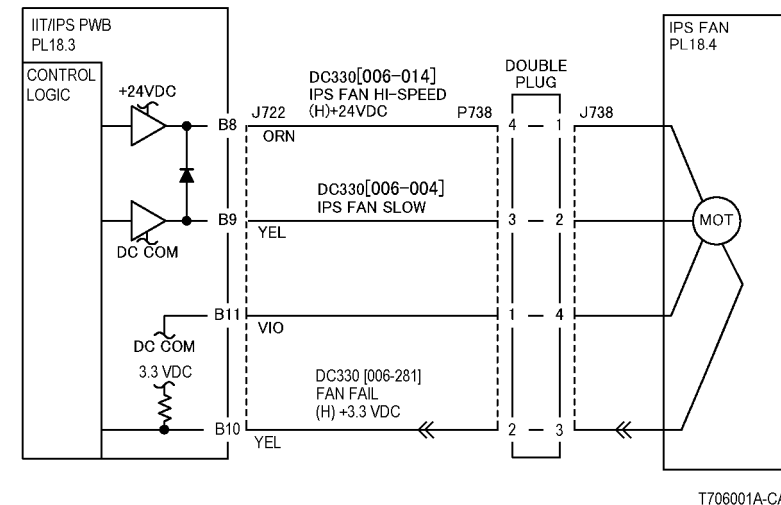 IIT/IPS PWB
PL18.3
CONTROL
LOGIC
+24VDC
DC COM
DC COM
3.3 VDC
B8
B9
B11
B10
J722
ORN
YEL
VIO
YEL
DC330[006-014]
IPS FAN HI-SPEED
(H)+24VDC
DC330[006-004]
IPS FAN SLOW
DC330 [006-281]
FAN FAIL
(H) +3.3 VDC
P738
DOUBLE
PLUG
4 — 1
3 — 2
1 — 4
2 — 3
J738
IPS FAN
PL18.4
MOT
T706001A-CA